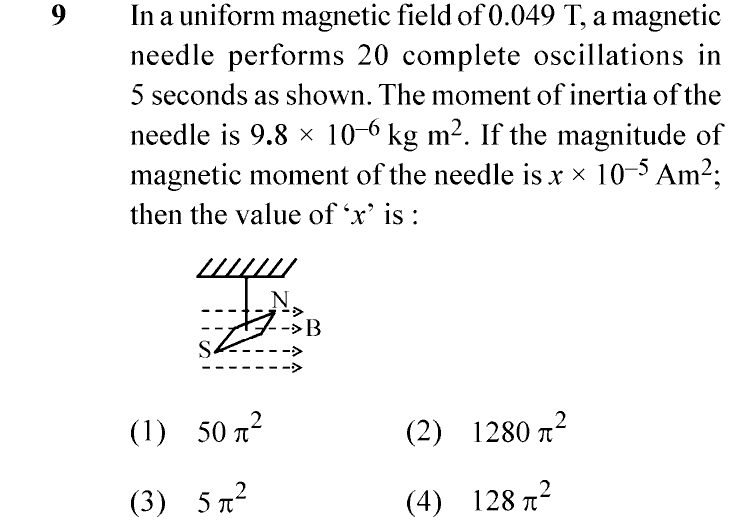 9 In a uniform magnetic field of 0.049 T, a magnetic
needle performs 20 complete oscillations in
5 seconds as shown. The moment of inertia of the
needle is 9.8 × 10⁻⁶ kg m². If the magnitude of
magnetic moment of the needle is x × 10⁻⁵ Am²;
then the value of ‘x’ is :
N
B
S
(1) 50 π² (2) 1280 π²
(3) 5 π² (4) 128 π²